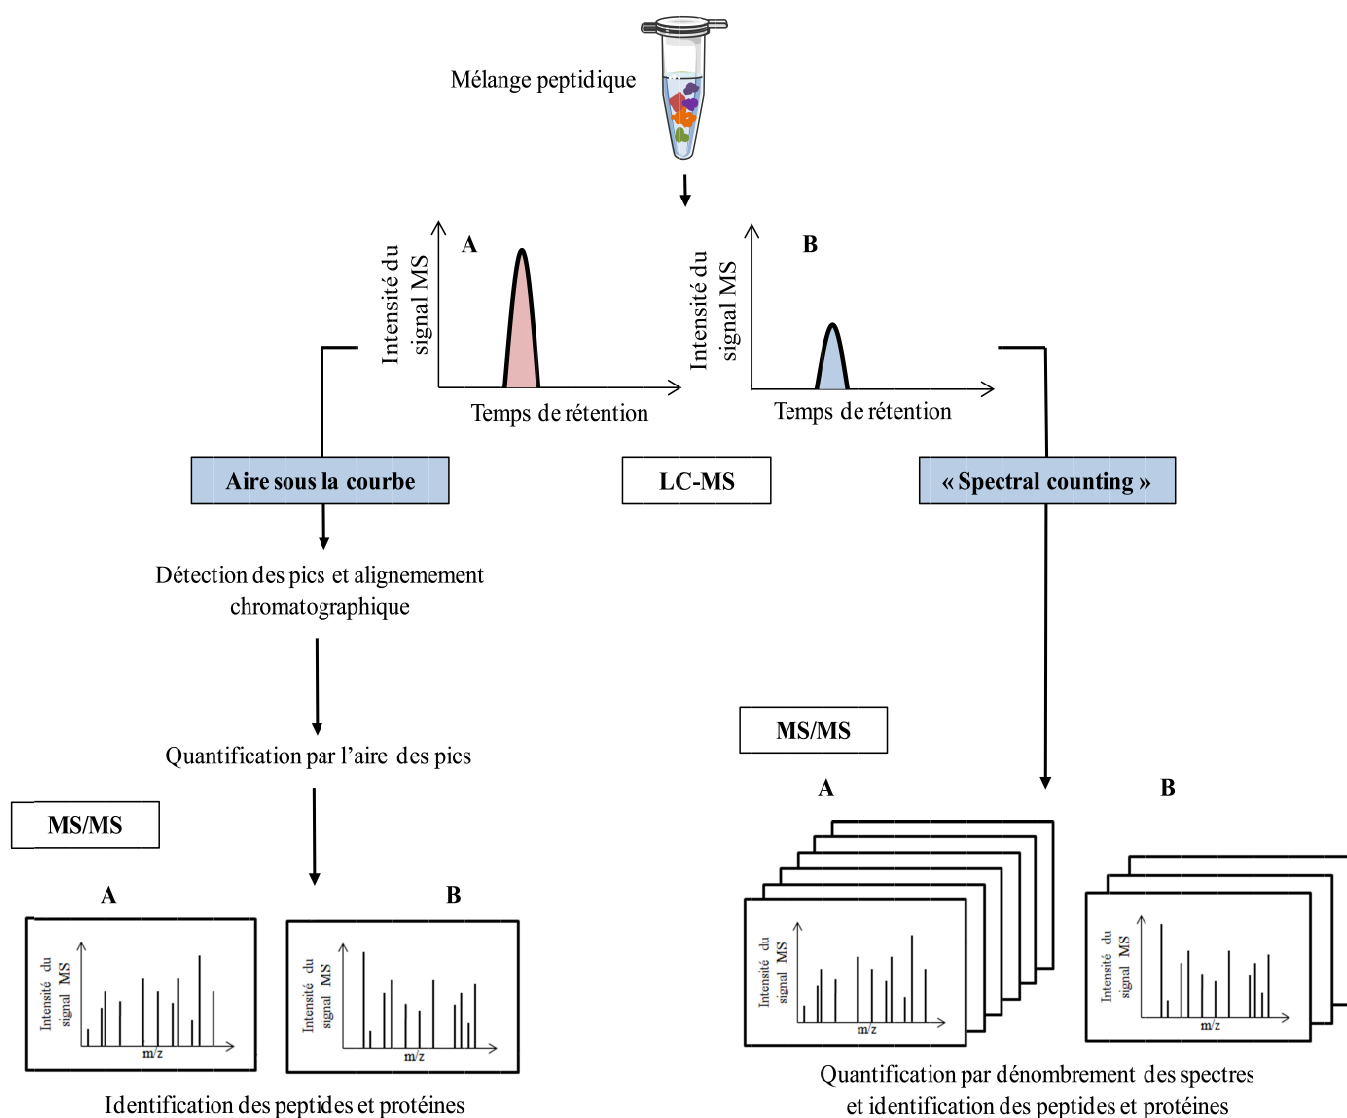 Mélange peptidique
A
Intensité du
signal MS
Temps de rétention
B
Intensité du
signal MS
Temps de rétention
Aire sous la courbe
LC-MS
« Spectral counting »
Détection des pics et alignemement
chromatographique
Quantification par l'aire des pics
MS/MS
A
Intensité du
signal MS
m/z
B
Intensité du
signal MS
m/z
Identification des peptides et protéines
MS/MS
A
Intensité du
signal MS
m/z
B
Intensité du
signal MS
m/z
Quantification par dénombrement des spectres
et identification des peptides et protéines